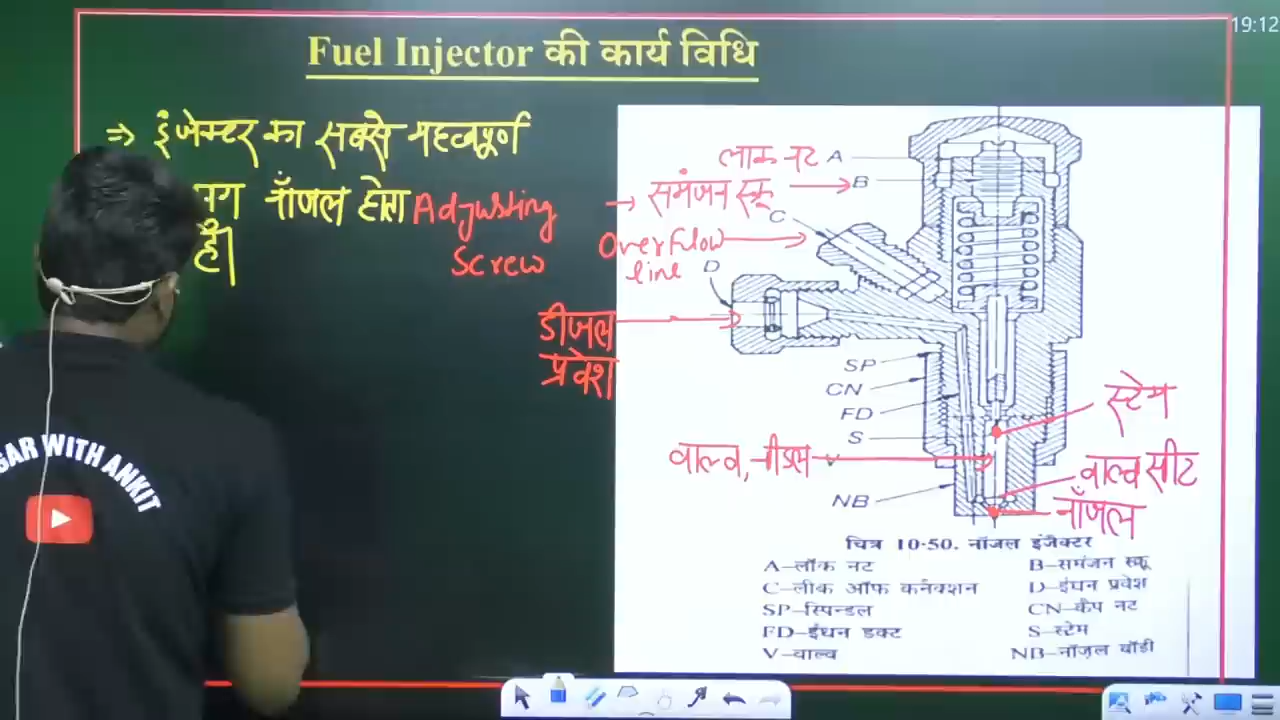 19:12
Fuel Injector की कार्य विधि
⇒ इंजेक्टर का सबसे महत्वपूर्ण
नॉजल होता
है।
Adjusting
Screw
लाक नट A
→ समंजन स्क्रू → B
C
Overflow
line
D
डीजल
प्रवेश
SP
CN
FD
S
स्टेम
वाल्व, नीडल V
वाल्व सीट
NB
नॉजल
चित्र 10·50. नॉजल इंजैक्टर
A–लॉक नट
B–समंजन स्क्रू
C–लीक ऑफ कनैक्शन
D–ईंधन प्रवेश
SP–स्पिन्डल
CN–कैप नट
FD–ईंधन डक्ट
S–स्टेम
V–वाल्व
NB–नॉज़ल बॉडी
GAR WITH ANKIT